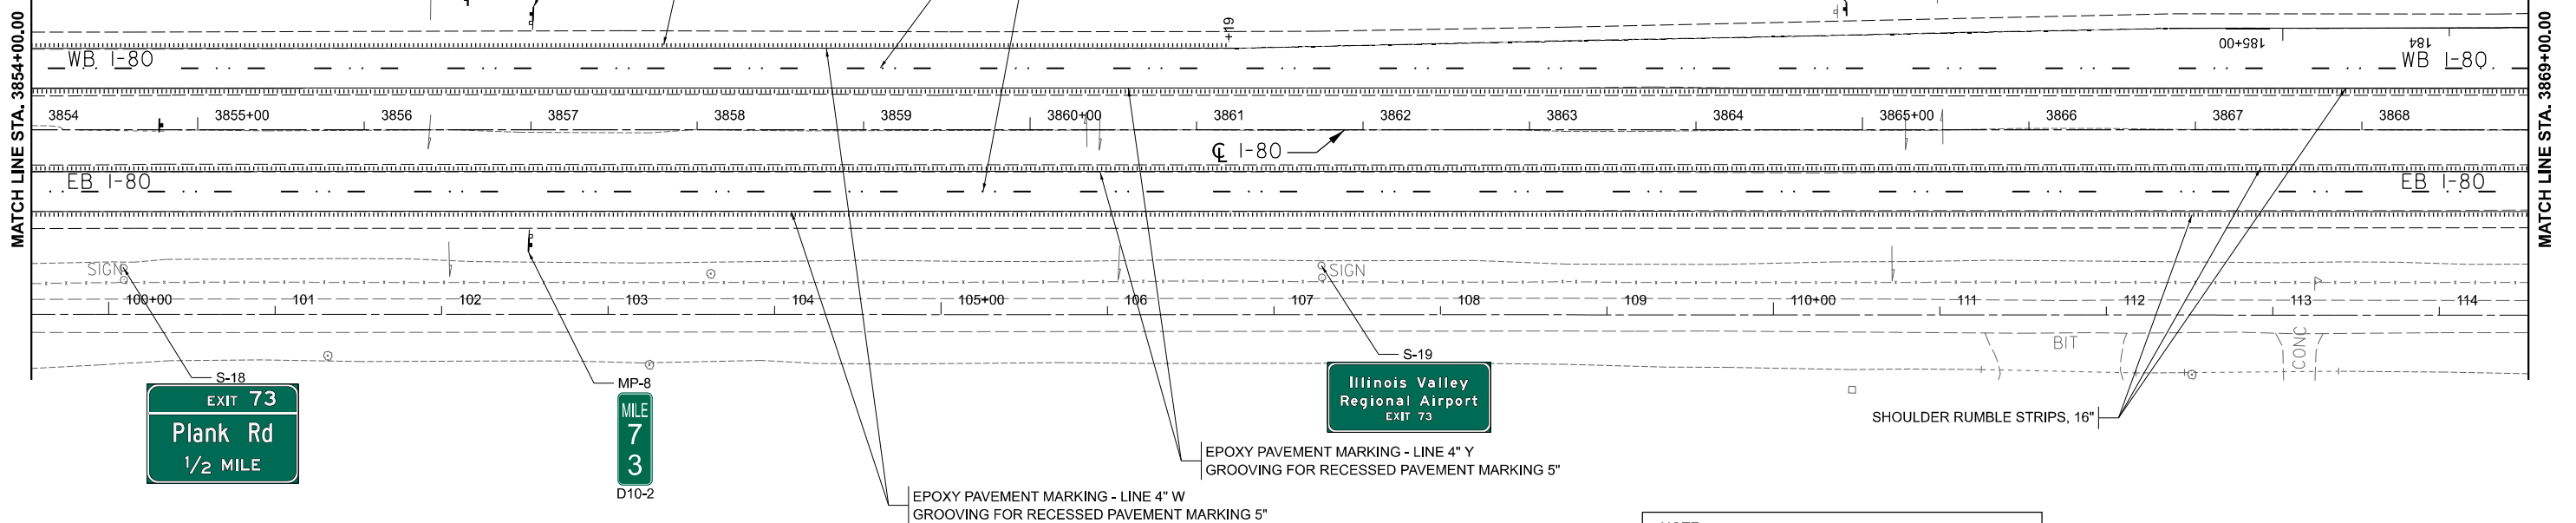 MATCH LINE STA. 3854+00.00
MATCH LINE STA. 3869+00.00
+19
185+00
184
WB I-80
WB I-80
3854 3855+00 3856 3857 3858 3859 3860+00 3861 3862 3863 3864 3865+00 3866 3867 3868
℄ I-80
EB I-80
EB I-80
SIGN
SIGN
100+00 101 102 103 104 105+00 106 107 108 109 110+00 111 112 113 114
BIT
CONC
S-18
EXIT 73
Plank Rd
1/2 MILE
MP-8
MILE
7
3
D10-2
S-19
Illinois Valley
Regional Airport
EXIT 73
SHOULDER RUMBLE STRIPS, 16"
EPOXY PAVEMENT MARKING - LINE 4" Y
GROOVING FOR RECESSED PAVEMENT MARKING 5"
EPOXY PAVEMENT MARKING - LINE 4" W
GROOVING FOR RECESSED PAVEMENT MARKING 5"